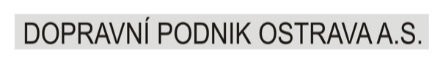 DOPRAVNÍ PODNIK OSTRAVA A.S.